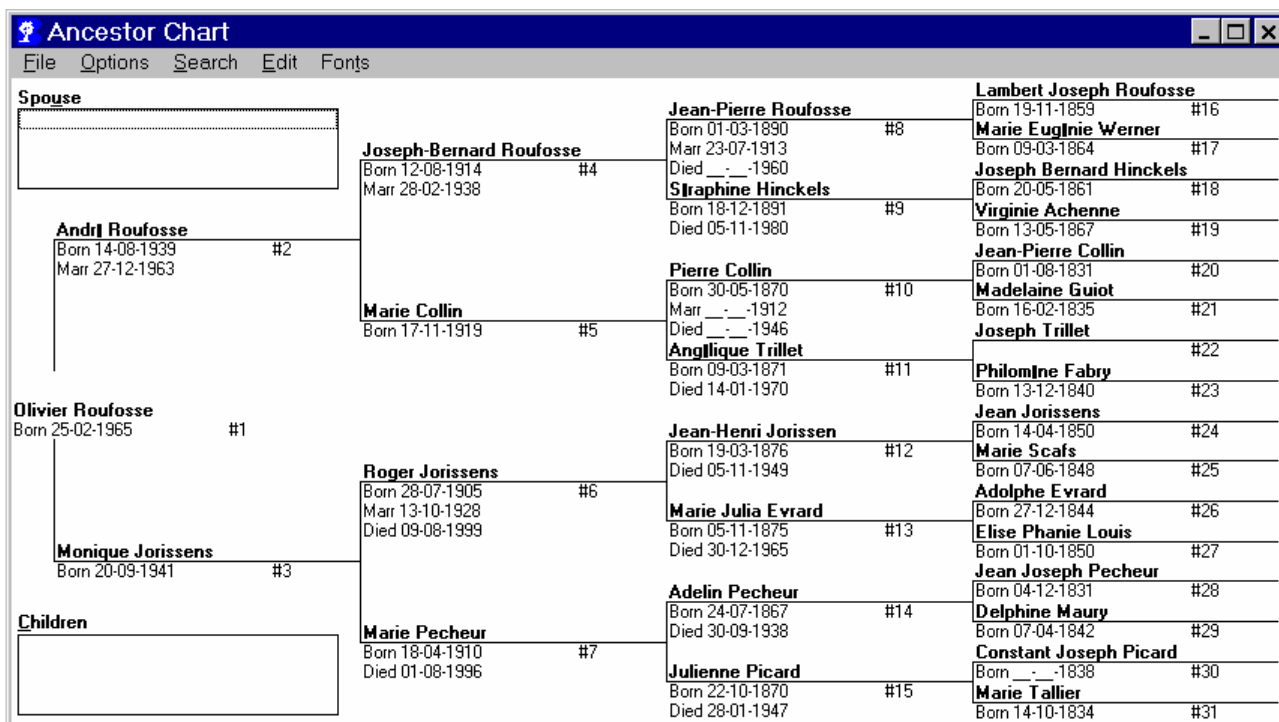 Ancestor Chart
File Options Search Edit Fonts
Spouse
AndrI Roufosse
Born 14-08-1939 #2
Marr 27-12-1963
Olivier Roufosse
Born 25-02-1965 #1
Monique Jorissens
Born 20-09-1941 #3
Children
Joseph-Bernard Roufosse
Born 12-08-1914 #4
Marr 28-02-1938
Marie Collin
Born 17-11-1919 #5
Roger Jorissens
Born 28-07-1905 #6
Marr 13-10-1928
Died 09-08-1999
Marie Pecheur
Born 18-04-1910 #7
Died 01-08-1996
Jean-Pierre Roufosse
Born 01-03-1890 #8
Marr 23-07-1913
Died __-__-1960
SIraphine Hinckels
Born 18-12-1891 #9
Died 05-11-1980
Pierre Collin
Born 30-05-1870 #10
Marr __-__-1912
Died __-__-1946
AngIlique Trillet
Born 09-03-1871 #11
Died 14-01-1970
Jean-Henri Jorissen
Born 19-03-1876 #12
Died 05-11-1949
Marie Julia Evrard
Born 05-11-1875 #13
Died 30-12-1965
Adelin Pecheur
Born 24-07-1867 #14
Died 30-09-1938
Julienne Picard
Born 22-10-1870 #15
Died 28-01-1947
Lambert Joseph Roufosse
Born 19-11-1859 #16
Marie EugInie Werner
Born 09-03-1864 #17
Joseph Bernard Hinckels
Born 20-05-1861 #18
Virginie Achenne
Born 13-05-1867 #19
Jean-Pierre Collin
Born 01-08-1831 #20
Madelaine Guiot
Born 16-02-1835 #21
Joseph Trillet
#22
PhilomIne Fabry
Born 13-12-1840 #23
Jean Jorissens
Born 14-04-1850 #24
Marie Scafs
Born 07-06-1848 #25
Adolphe Evrard
Born 27-12-1844 #26
Elise Phanie Louis
Born 01-10-1850 #27
Jean Joseph Pecheur
Born 04-12-1831 #28
Delphine Maury
Born 07-04-1842 #29
Constant Joseph Picard
Born __-__-1838 #30
Marie Tallier
Born 14-10-1834 #31